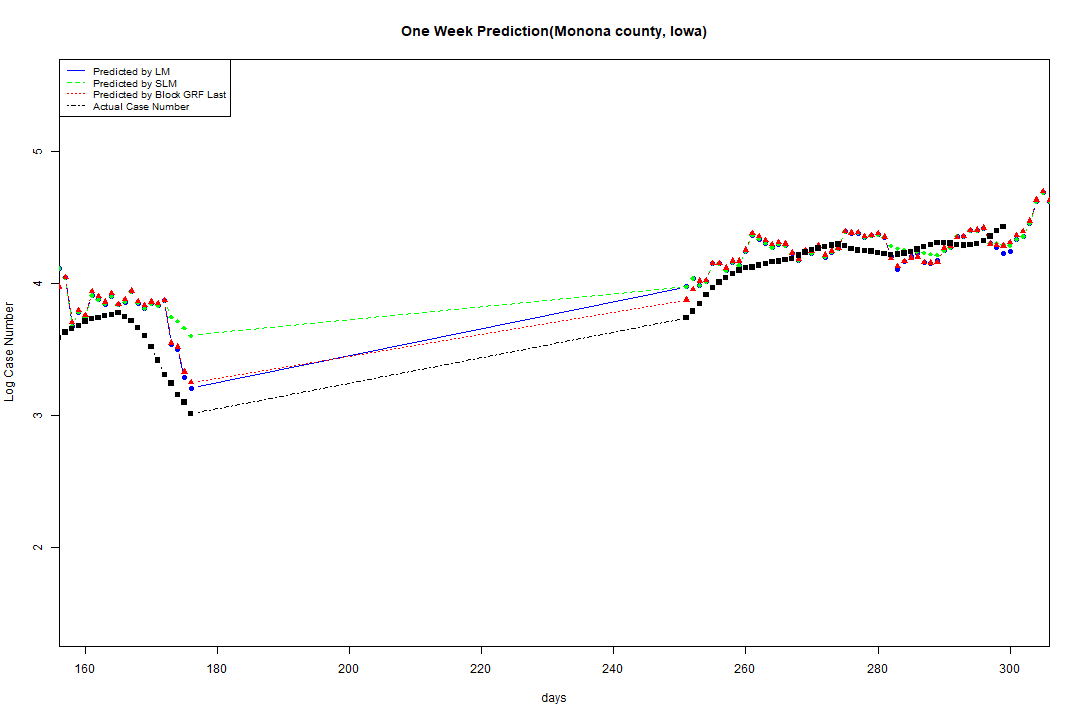 One Week Prediction(Monona county, Iowa)
Predicted by LM
Predicted by SLM
Predicted by Block GRF Last
Actual Case Number
Log Case Number
5
4
3
2
160 180 200 220 240 260 280 300
days